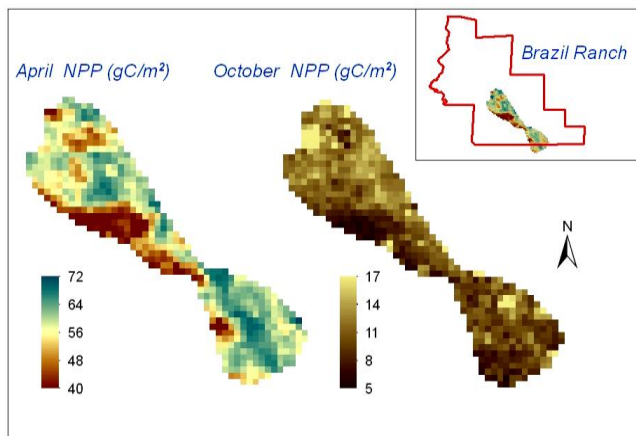 April NPP (gC/m²)
October NPP (gC/m²)
Brazil Ranch
N
72
64
56
48
40
17
14
11
8
5